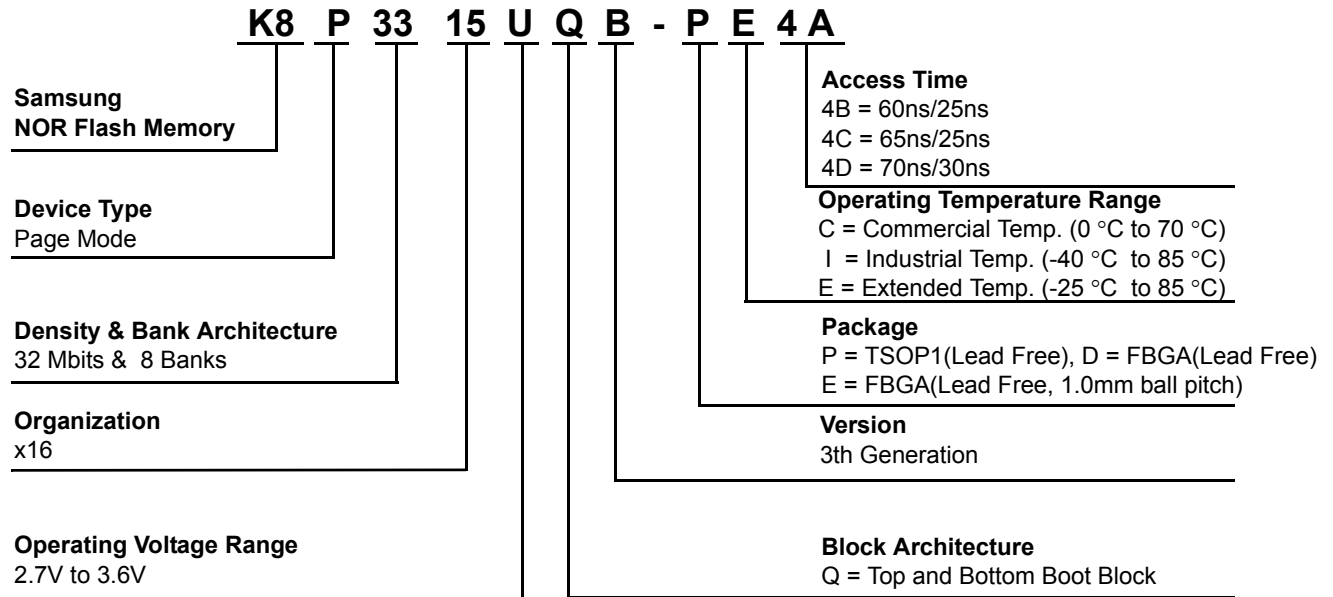 K8 P 33 15 U Q B - P E 4 A
Samsung
NOR Flash Memory
Device Type
Page Mode
Density & Bank Architecture
32 Mbits & 8 Banks
Organization
x16
Operating Voltage Range
2.7V to 3.6V
Access Time
4B = 60ns/25ns
4C = 65ns/25ns
4D = 70ns/30ns
Operating Temperature Range
C = Commercial Temp. (0 °C to 70 °C)
I = Industrial Temp. (-40 °C to 85 °C)
E = Extended Temp. (-25 °C to 85 °C)
Package
P = TSOP1(Lead Free), D = FBGA(Lead Free)
E = FBGA(Lead Free, 1.0mm ball pitch)
Version
3th Generation
Block Architecture
Q = Top and Bottom Boot Block